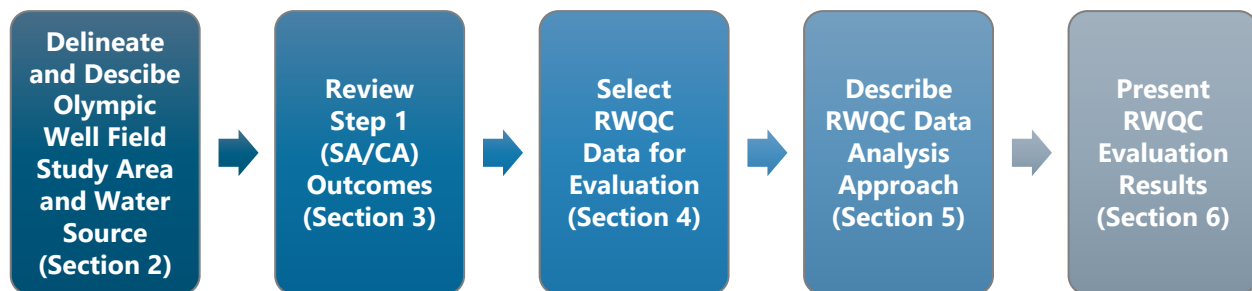 Delineate
and Descibe
Olympic
Well Field
Study Area
and Water
Source
(Section 2)
Review
Step 1
(SA/CA)
Outcomes
(Section 3)
Select
RWQC
Data for
Evaluation
(Section 4)
Describe
RWQC Data
Analysis
Approach
(Section 5)
Present
RWQC
Evaluation
Results
(Section 6)